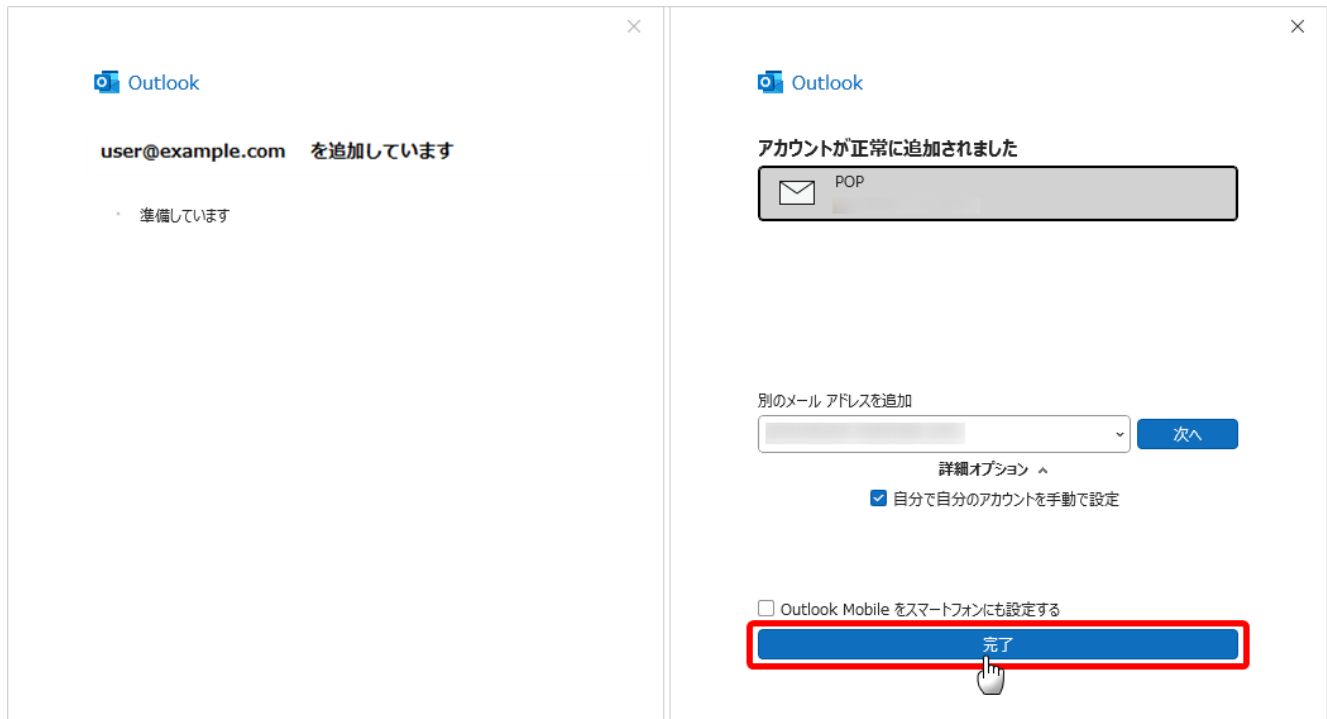 Outlook
user@example.com を追加しています
準備しています
Outlook
アカウントが正常に追加されました
POP
別のメール アドレスを追加
次へ
詳細オプション
自分で自分のアカウントを手動で設定
Outlook Mobile をスマートフォンにも設定する
完了